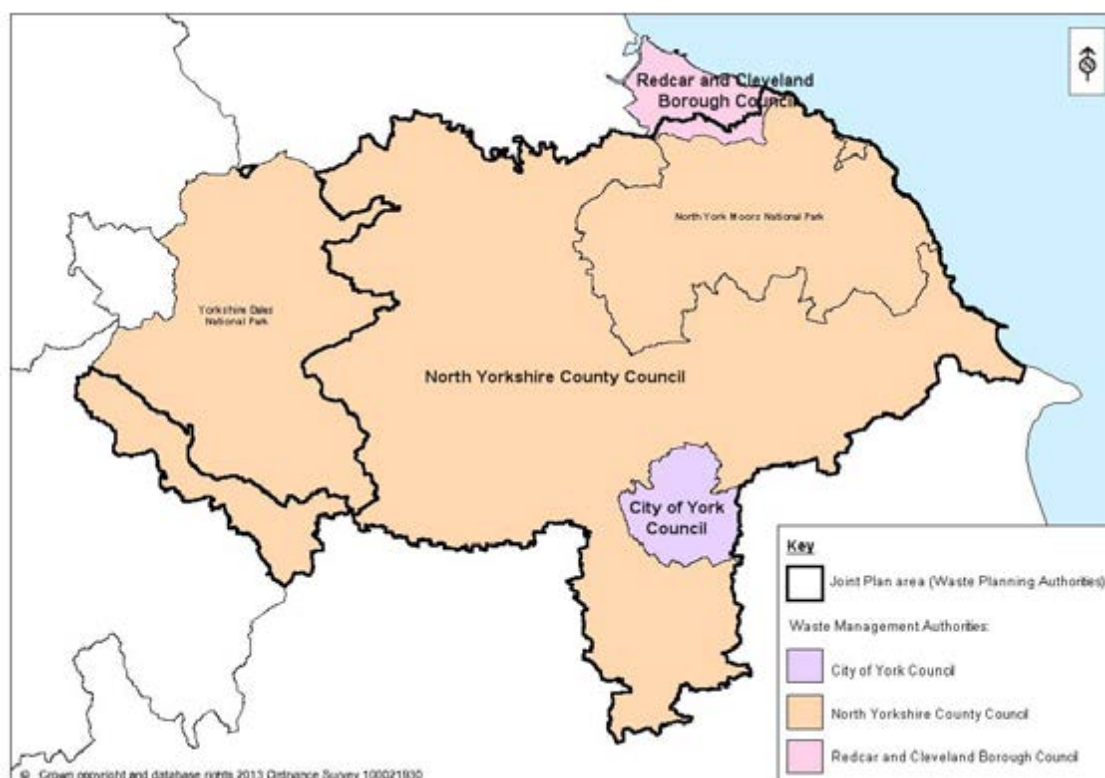 Redcar and Cleveland
Borough Council
North York Moors National Park
Yorkshire Dales
National Park
North Yorkshire County Council
City of York
Council
Key
Joint Plan area (Waste Planning Authorities)
Waste Management Authorities:
City of York Council
North Yorkshire County Council
Redcar and Cleveland Borough Council
© Crown copyright and database rights 2013 Ordnance Survey 100021930